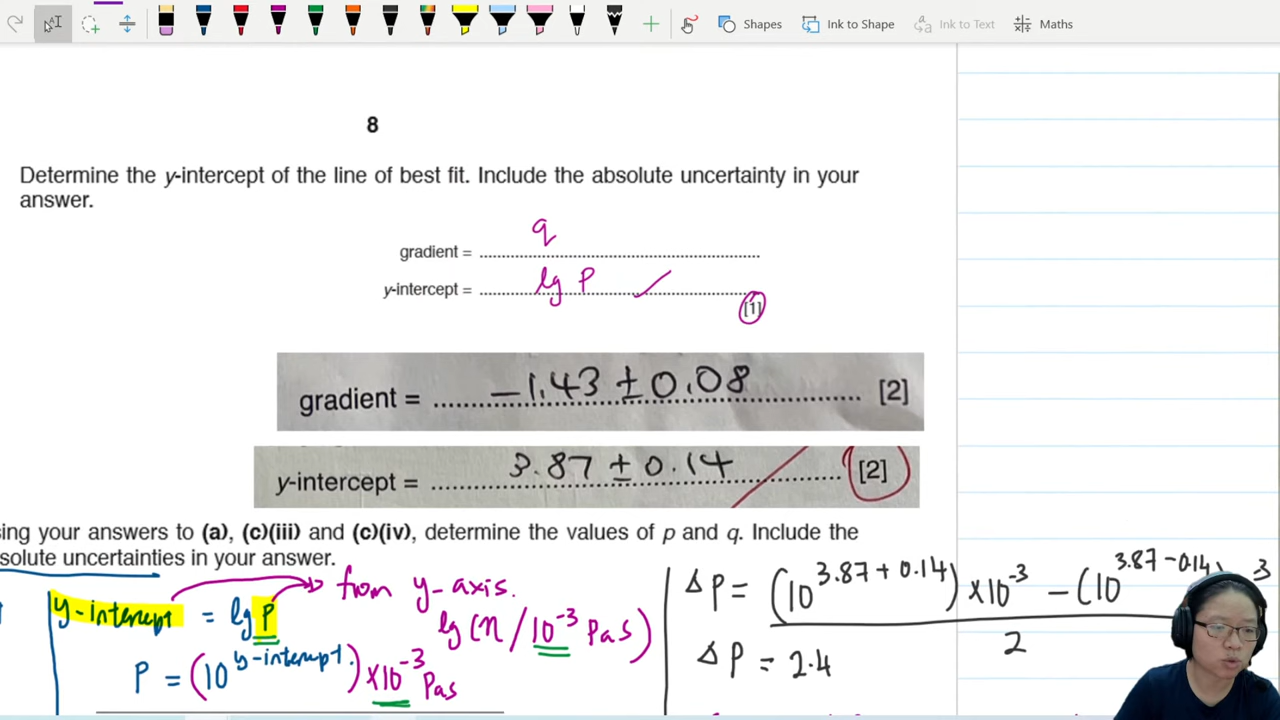 Shapes Ink to Shape Ink to Text Maths
8
Determine the y-intercept of the line of best fit. Include the absolute uncertainty in your
answer.
gradient = q
y-intercept = lg P
[1]
gradient = −1.43 ± 0.08 [2]
y-intercept = 3.87 ± 0.14 [2]
ing your answers to (a), (c)(iii) and (c)(iv), determine the values of p and q. Include the
solute uncertainties in your answer.
from y-axis.
y-intercept = lg P
lg (n / 10⁻³ Pas)
P = (10^y-intercept) × 10⁻³ Pas
ΔP = (10^3.87 + 0.14) × 10⁻³ − (10^3.87 − 0.14) 3
2
ΔP = 2.4